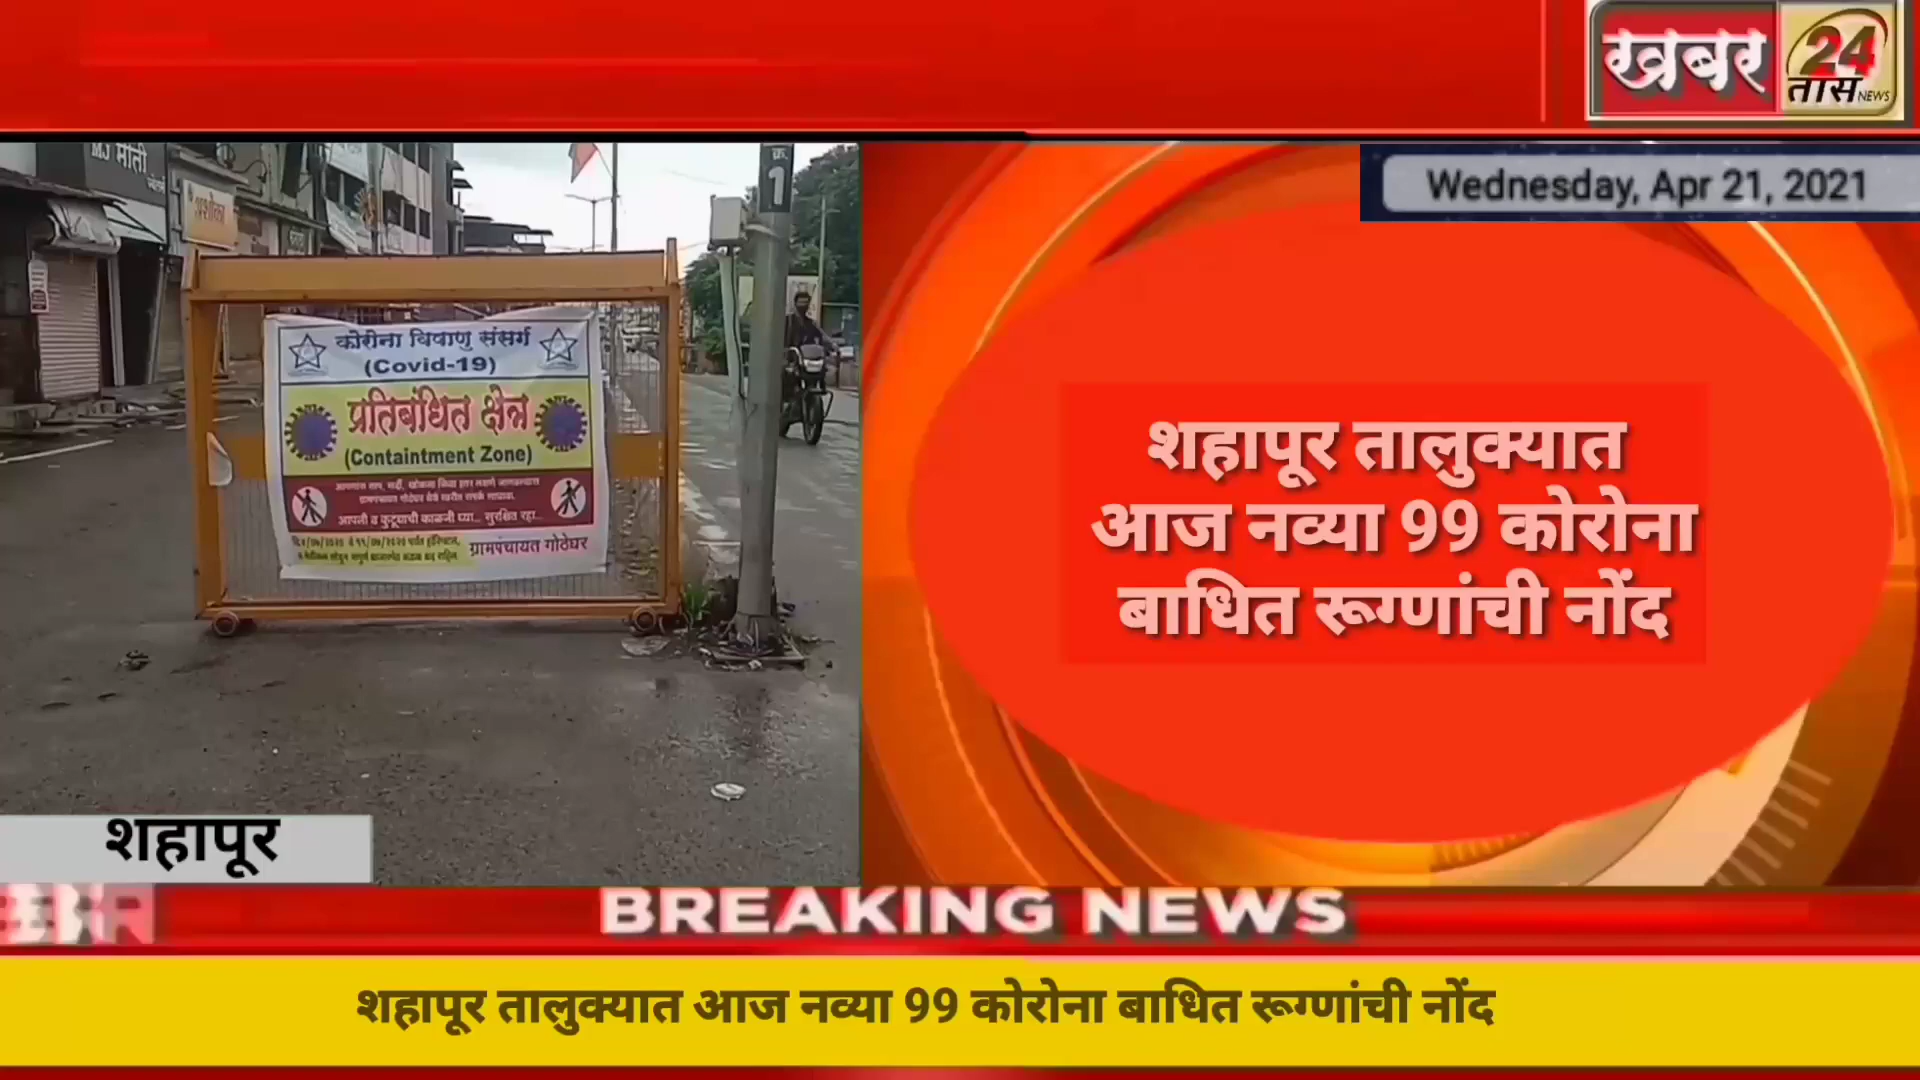 खबर 24 तास NEWS
Wednesday, Apr 21, 2021
MJ मोती
क्र.
1
कोरोना विषाणु संसर्ग
(Covid-19)
प्रतिबंधित क्षेत्र
(Containtment Zone)
आपली व कुटूंबाची काळजी घ्या... सुरक्षित रहा...
ग्रामपंचायत गोठेघर
शहापूर तालुक्यात
आज नव्या 99 कोरोना
बाधित रूग्णांची नोंद
शहापूर
BREAKING NEWS
शहापूर तालुक्यात आज नव्या 99 कोरोना बाधित रूग्णांची नोंद